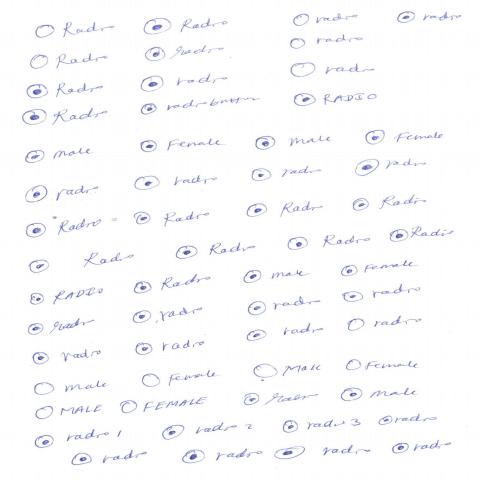 Radio Radio radio radio
Radio Radio radio
Radio radio radio
Radio radio button RADIO
male Female male Female
radio radio radio radio
Radio Radio Radio Radio
Radio Radio Radio Radio
RADIO Radio male Female
Radio radio radio radio
radio radio radio radio
male Female Male Female
MALE FEMALE Radio male
radio 1 radio 2 radio 3 radio
radio radio radio radio